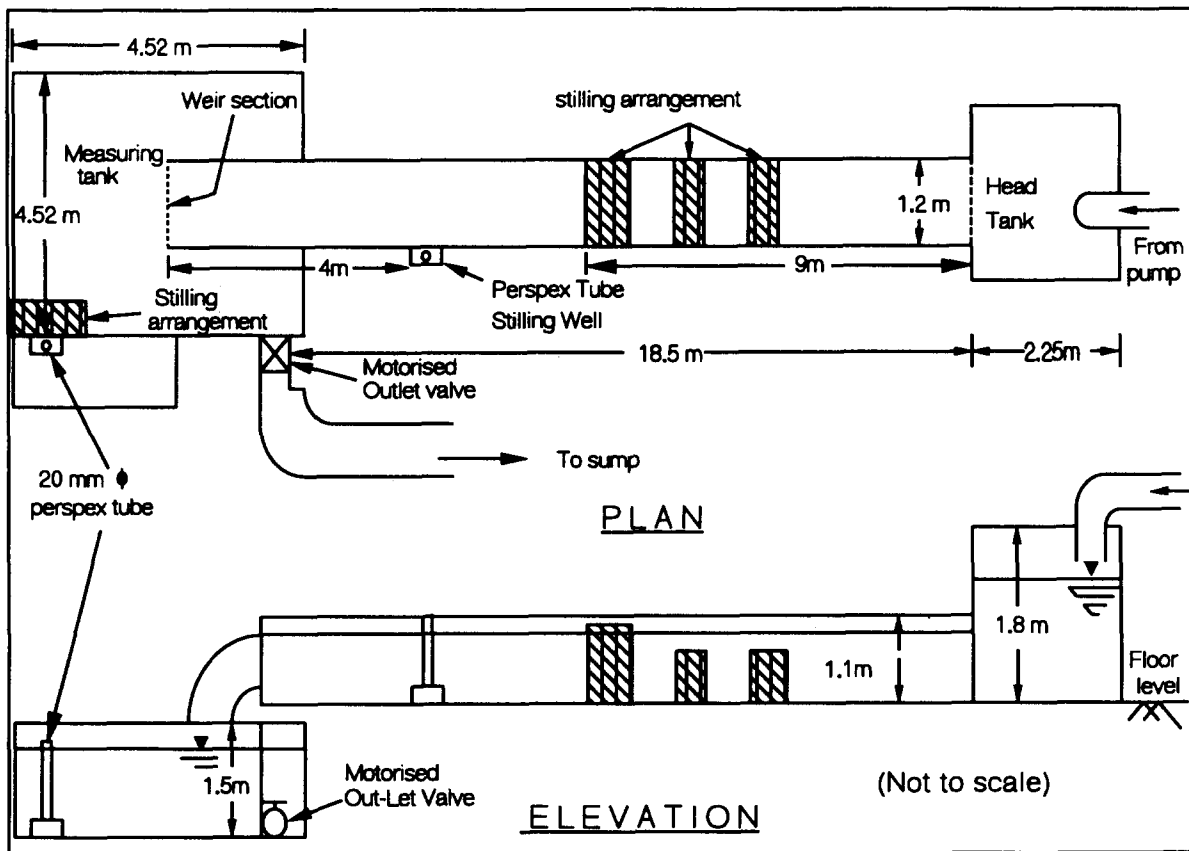 4.52 m
Weir section
stilling arrangement
Measuring
tank
4.52 m
1.2 m
Head
Tank
From
pump
4m
9m
Perspex Tube
Stilling Well
Stilling
arrangement
18.5 m
2.25m
Motorised
Outlet valve
To sump
20 mm ϕ
perspex tube
PLAN
1.8 m
1.1m
Floor
level
1.5m
Motorised
Out-Let Valve
(Not to scale)
ELEVATION